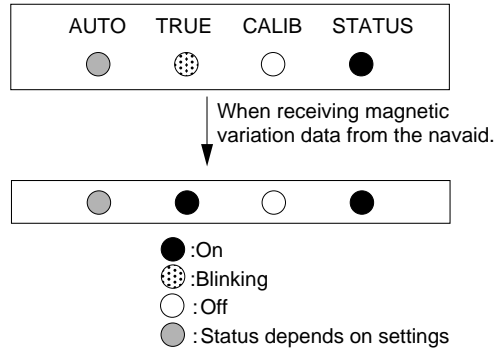 AUTO TRUE CALIB STATUS
When receiving magnetic
variation data from the navaid.
:On
:Blinking
:Off
:Status depends on settings